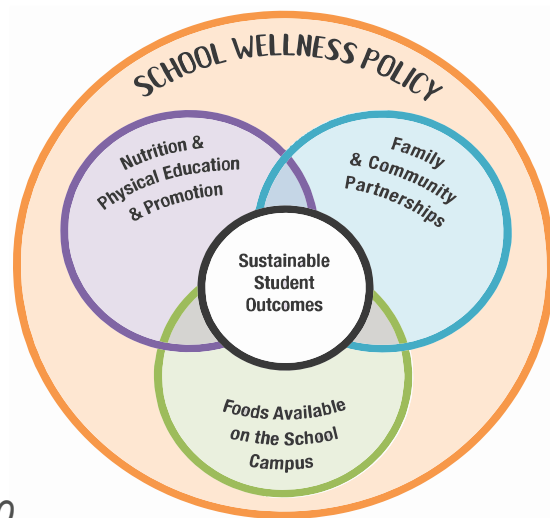 SCHOOL WELLNESS POLICY
Nutrition &
Physical Education
& Promotion
Family
& Community
Partnerships
Sustainable
Student
Outcomes
Foods Available
on the School
Campus